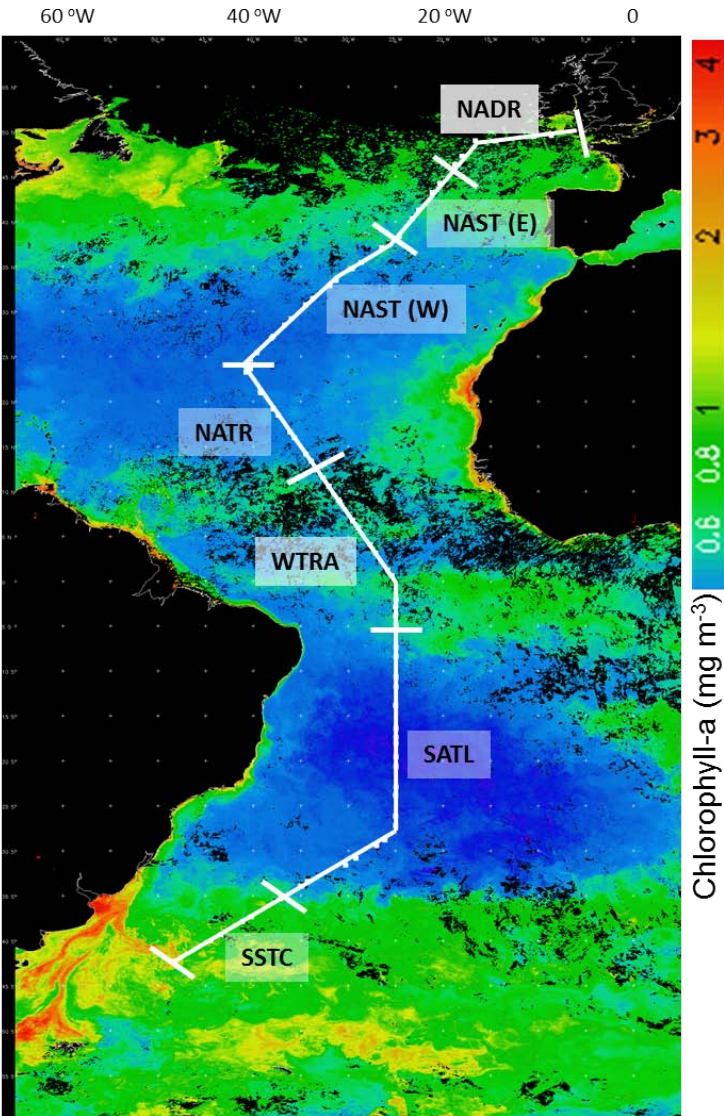 60 ºW
40 ºW
20 ºW
0
NADR
NAST (E)
NAST (W)
NATR
WTRA
SATL
SSTC
4
3
2
1
0.8
0.6
Chlorophyll-a (mg m⁻³)